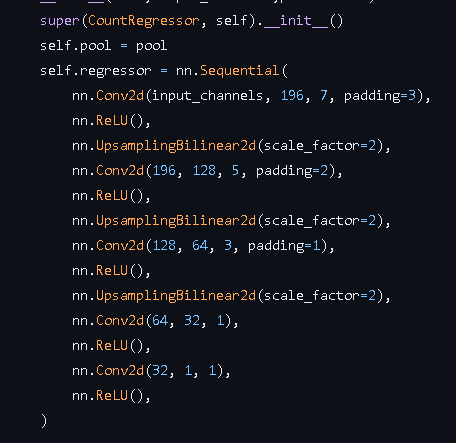 super(CountRegressor, self).__init__()
self.pool = pool
self.regressor = nn.Sequential(
nn.Conv2d(input_channels, 196, 7, padding=3),
nn.ReLU(),
nn.UpsamplingBilinear2d(scale_factor=2),
nn.Conv2d(196, 128, 5, padding=2),
nn.ReLU(),
nn.UpsamplingBilinear2d(scale_factor=2),
nn.Conv2d(128, 64, 3, padding=1),
nn.ReLU(),
nn.UpsamplingBilinear2d(scale_factor=2),
nn.Conv2d(64, 32, 1),
nn.ReLU(),
nn.Conv2d(32, 1, 1),
nn.ReLU(),
)